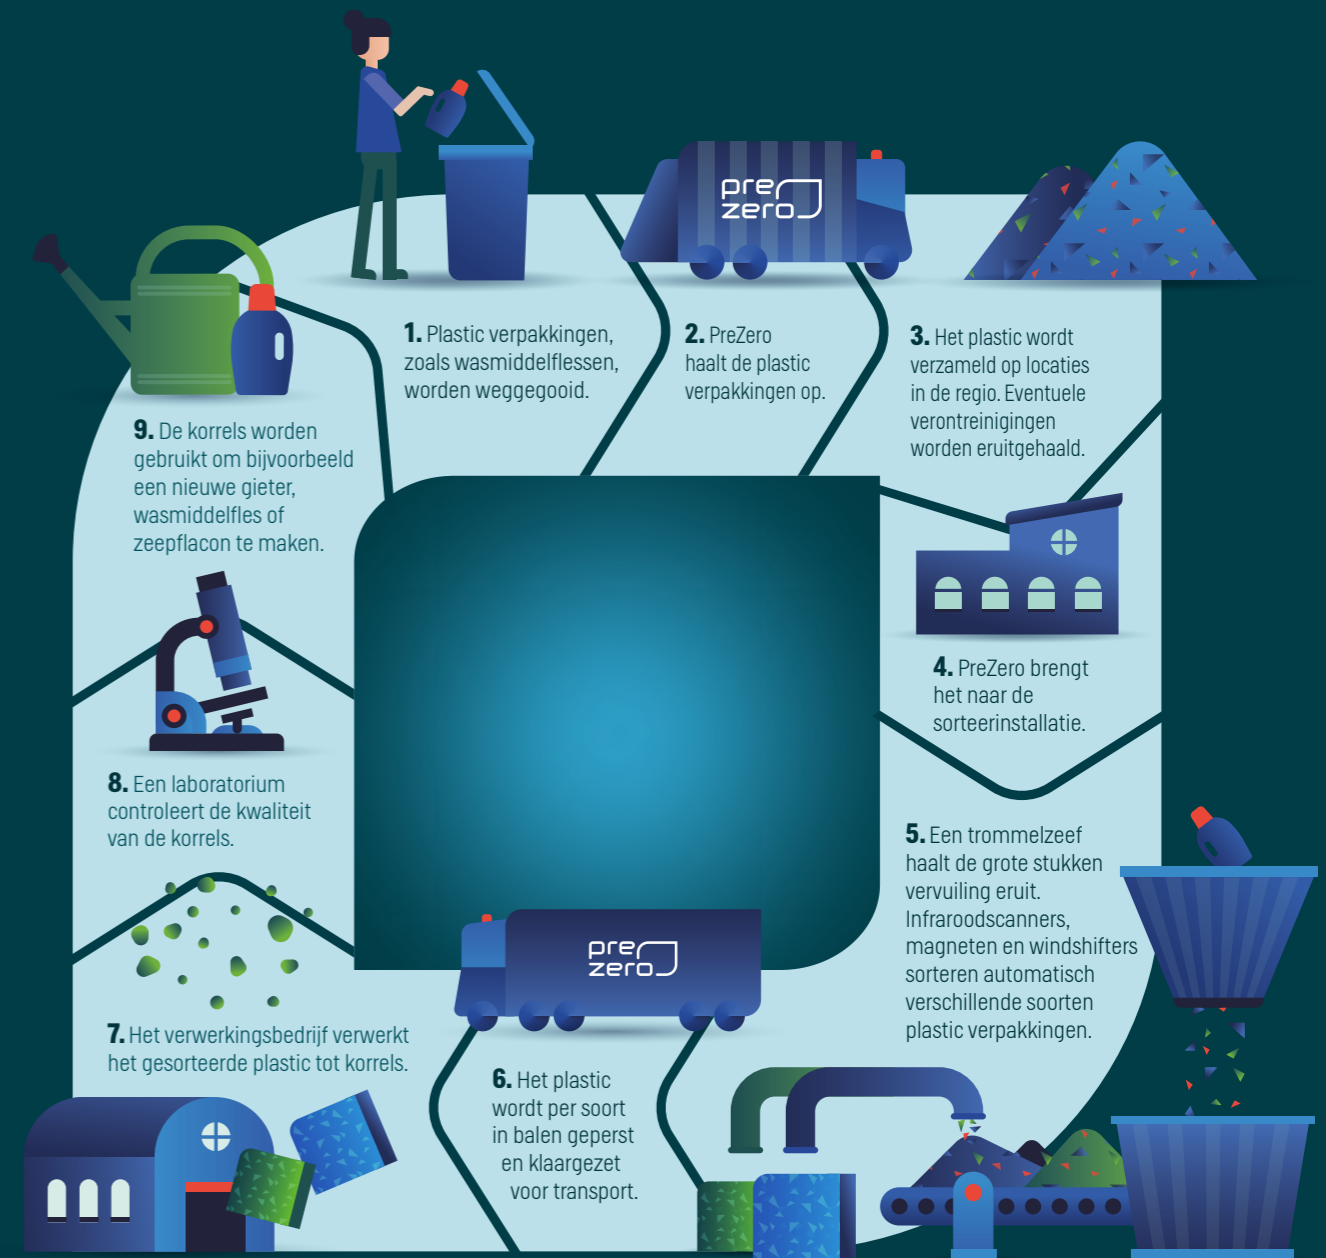 pre
zero
1. Plastic verpakkingen,
zoals wasmiddelflessen,
worden weggegooid.
2. PreZero
haalt de plastic
verpakkingen op.
3. Het plastic wordt
verzameld op locaties
in de regio. Eventuele
verontreinigingen
worden eruitgehaald.
4. PreZero brengt
het naar de
sorteerinstallatie.
5. Een trommelzeef
haalt de grote stukken
vervuiling eruit.
Infraroodscanners,
magneten en windshifters
sorteren automatisch
verschillende soorten
plastic verpakkingen.
pre
zero
6. Het plastic
wordt per soort
in balen geperst
en klaargezet
voor transport.
7. Het verwerkingsbedrijf verwerkt
het gesorteerde plastic tot korrels.
8. Een laboratorium
controleert de kwaliteit
van de korrels.
9. De korrels worden
gebruikt om bijvoorbeeld
een nieuwe gieter,
wasmiddelfles of
zeepflacon te maken.